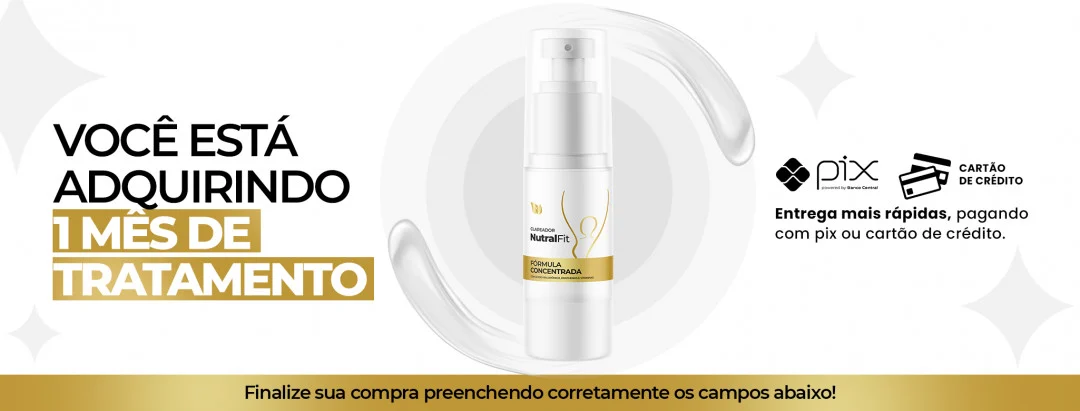 VOCÊ ESTÁ
ADQUIRINDO
1 MÊS DE
TRATAMENTO
CLAREADOR
NutralFit
FÓRMULA
CONCENTRADA
pix
powered by Banco Central
CARTÃO
DE CRÉDITO
Entrega mais rápidas, pagando
com pix ou cartão de crédito.
Finalize sua compra preenchendo corretamente os campos abaixo!